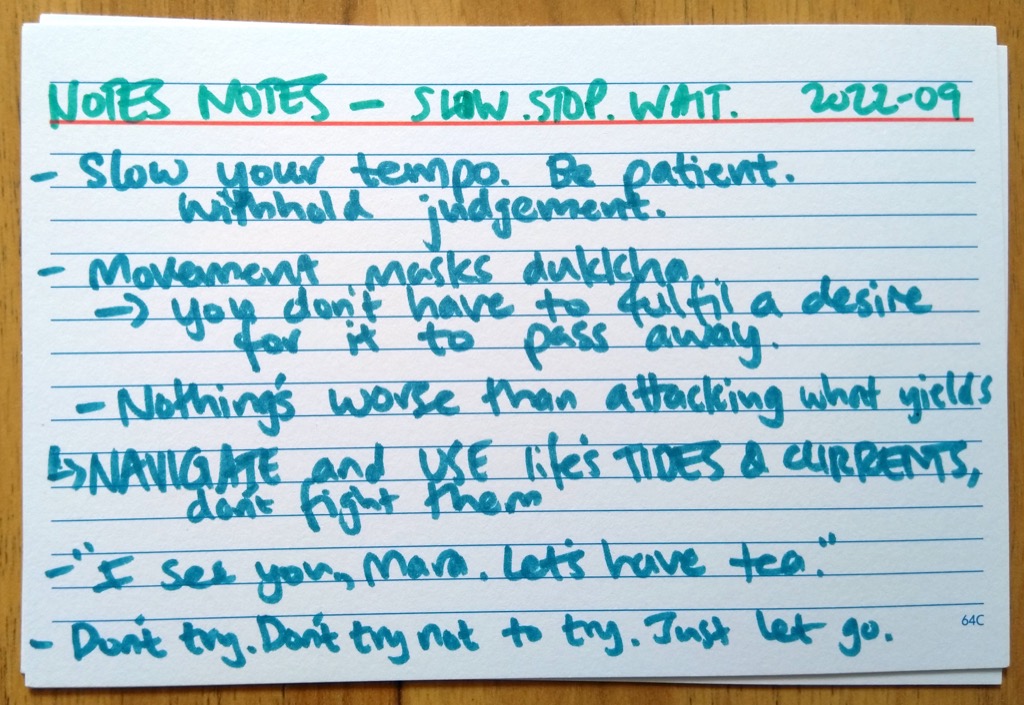 NOTES NOTES – SLOW.STOP.WAIT. 2022-09
- Slow your tempo. Be patient.
withhold judgement.
- Movement masks dukkha.
→ you don't have to fulfil a desire
for it to pass away.
- Nothing's worse than attacking what yields
↳ NAVIGATE and USE life's TIDES & CURRENTS,
don't fight them
- "I see you, Mara. Let's have tea."
- Don't try. Don't try not to try. Just let go.
64C